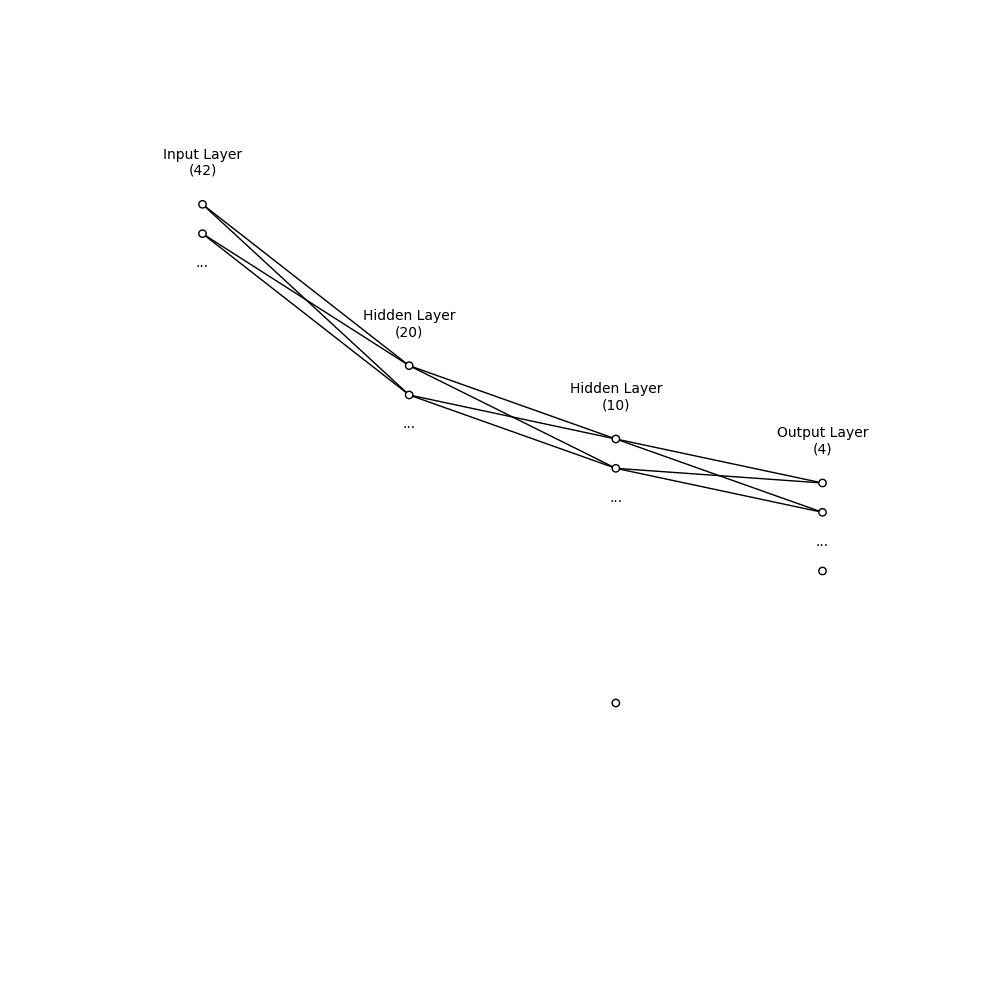 Input Layer
(42)
...
Hidden Layer
(20)
...
Hidden Layer
(10)
...
Output Layer
(4)
...